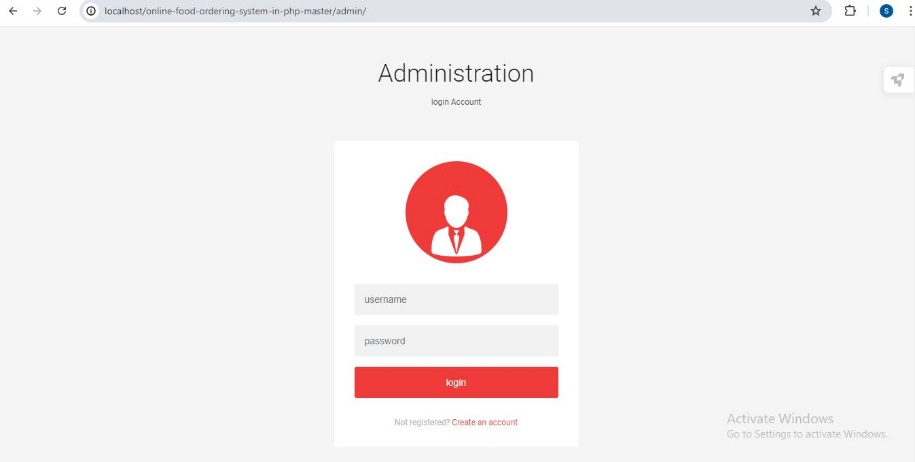 localhost/online-food-ordering-system-in-php-master/admin/
S
Administration
login Account
username
password
login
Not registered? Create an account
Activate Windows
Go to Settings to activate Windows.